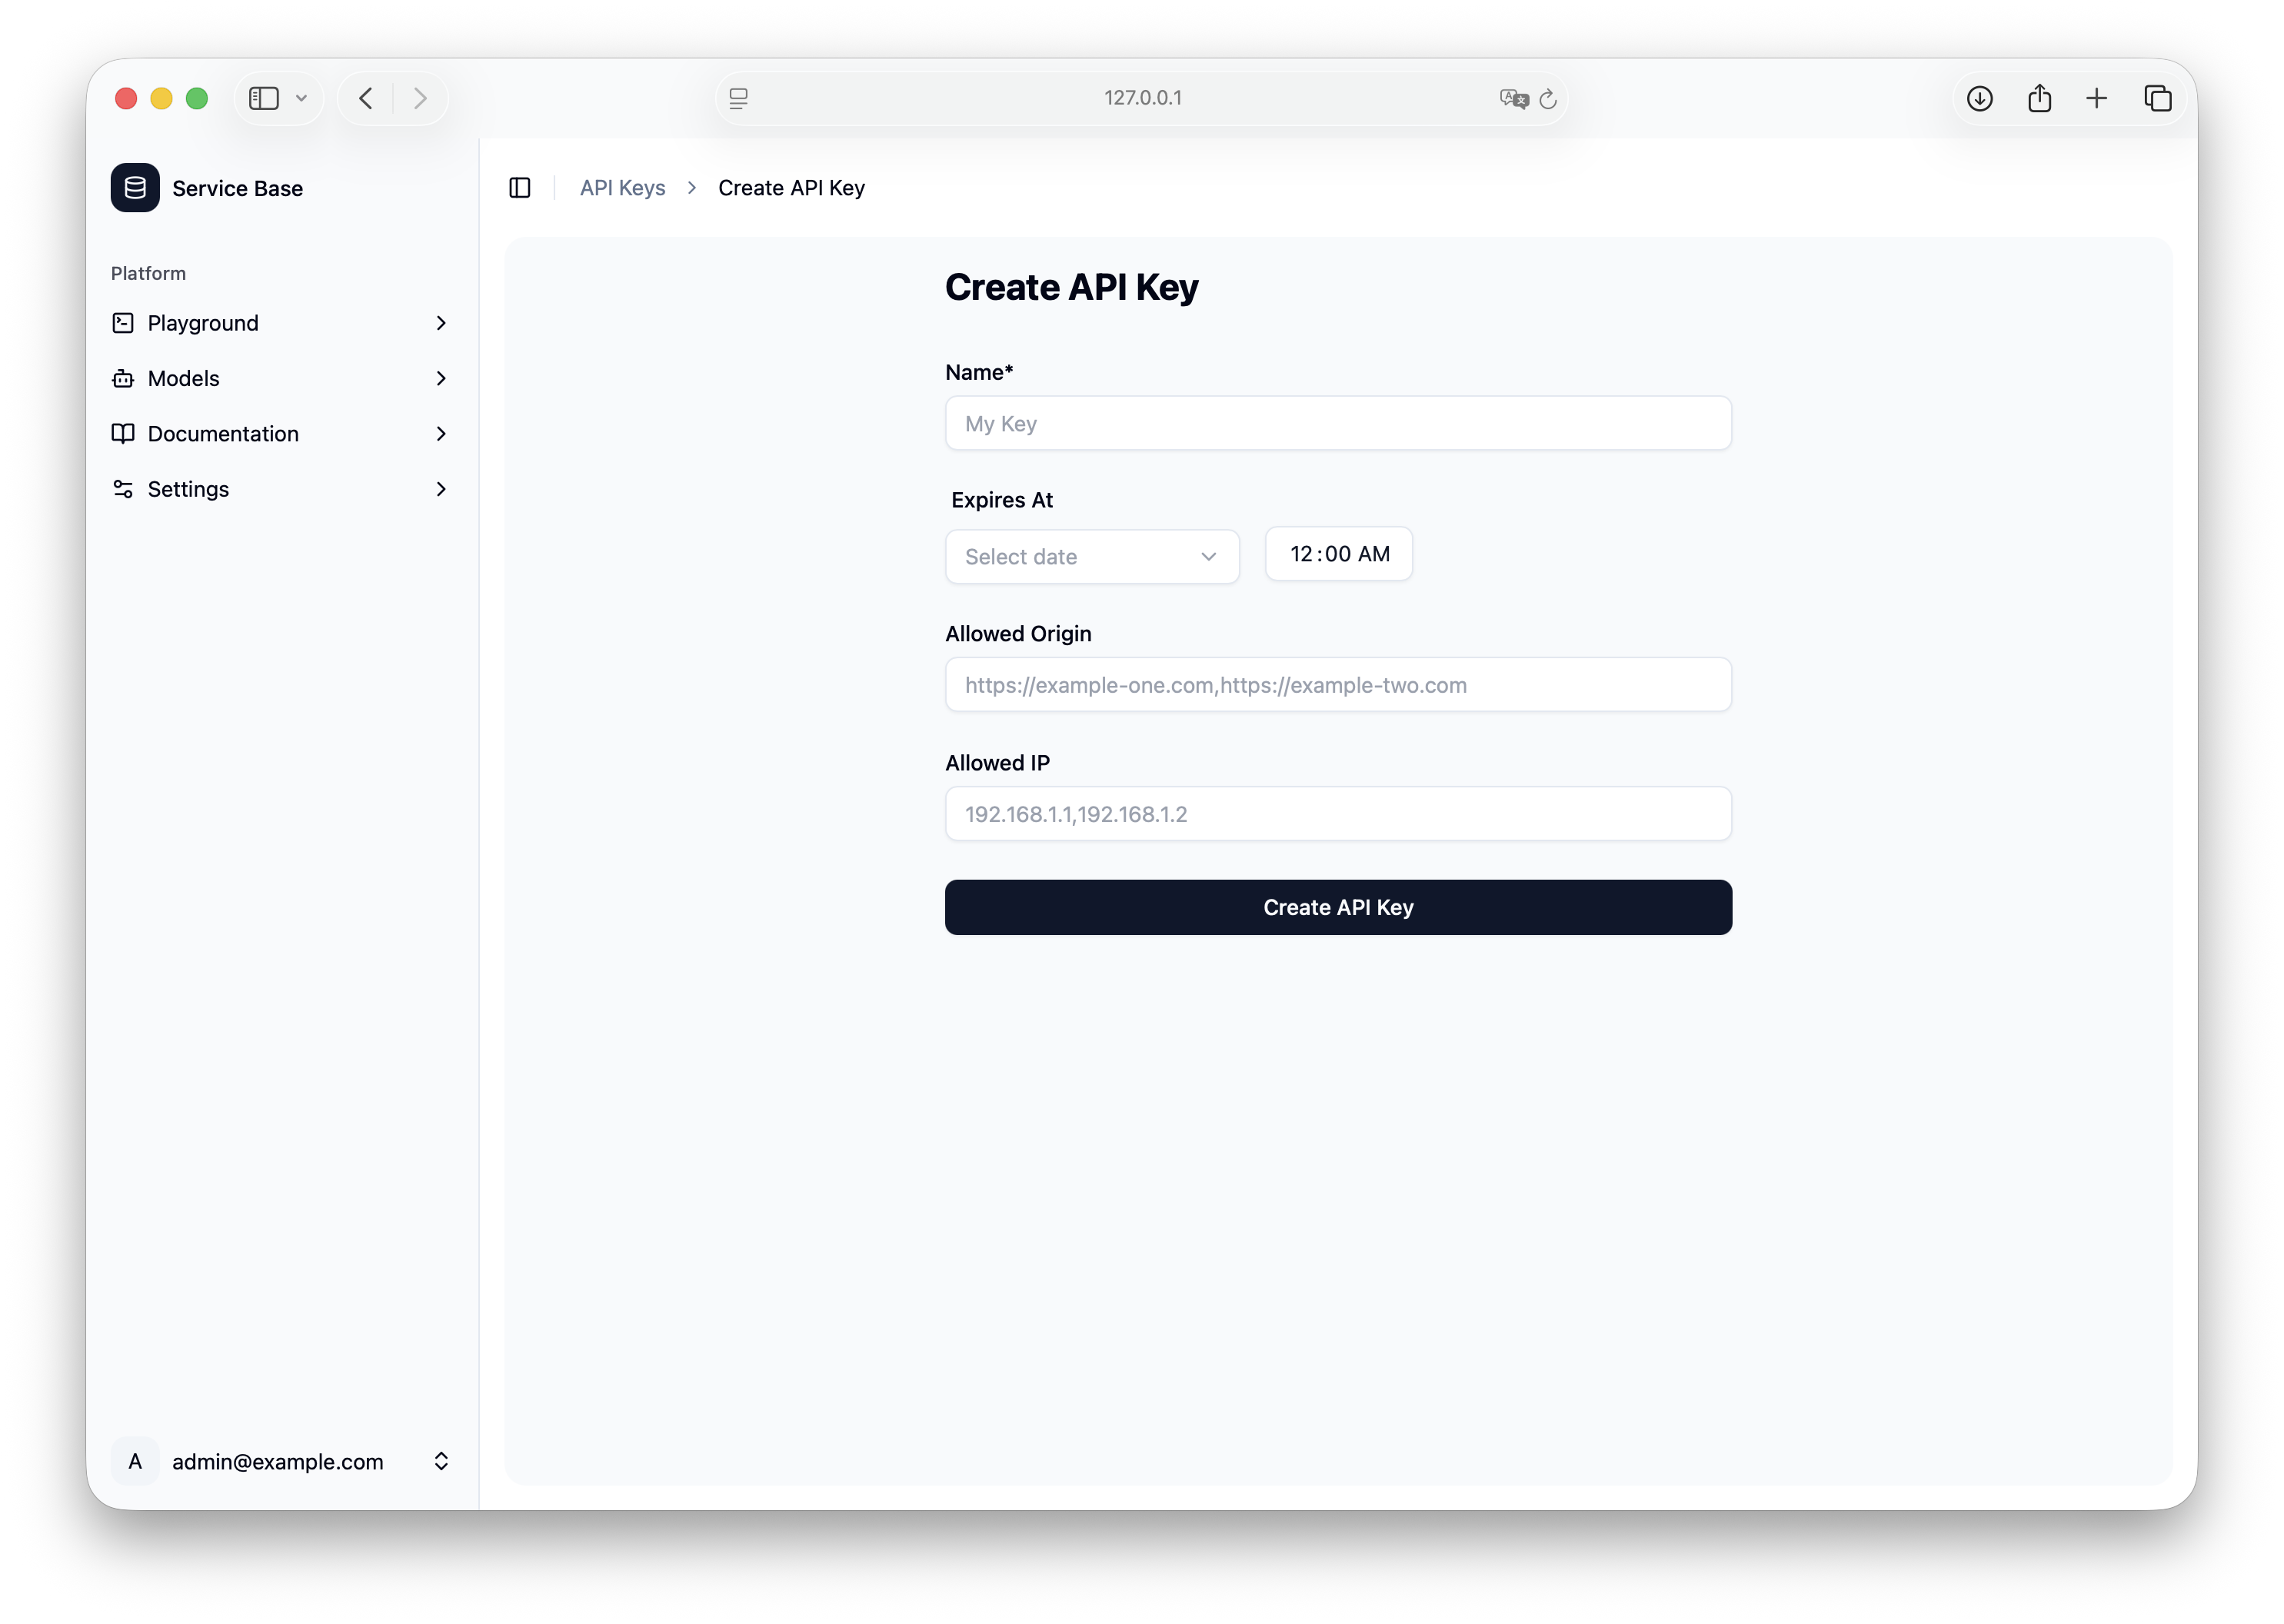 127.0.0.1
Service Base
API Keys > Create API Key
Platform
Playground
Models
Documentation
Settings
Create API Key
Name*
My Key
Expires At
Select date
12:00 AM
Allowed Origin
https://example-one.com,https://example-two.com
Allowed IP
192.168.1.1,192.168.1.2
Create API Key
A admin@example.com